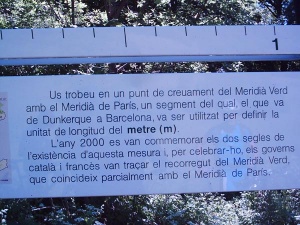 1
Us trobeu en un punt de creuament del Meridià Verd
amb el Meridià de París, un segment del qual, el que va
de Dunkerque a Barcelona, va ser utilitzat per definir la
unitat de longitud del metre (m).
L'any 2000 es van commemorar els dos segles de
l'existència d'aquesta mesura i, per celebrar-ho, els governs
català i francès van traçar el recorregut del Meridià Verd,
que coincideix parcialment amb el Meridià de París.